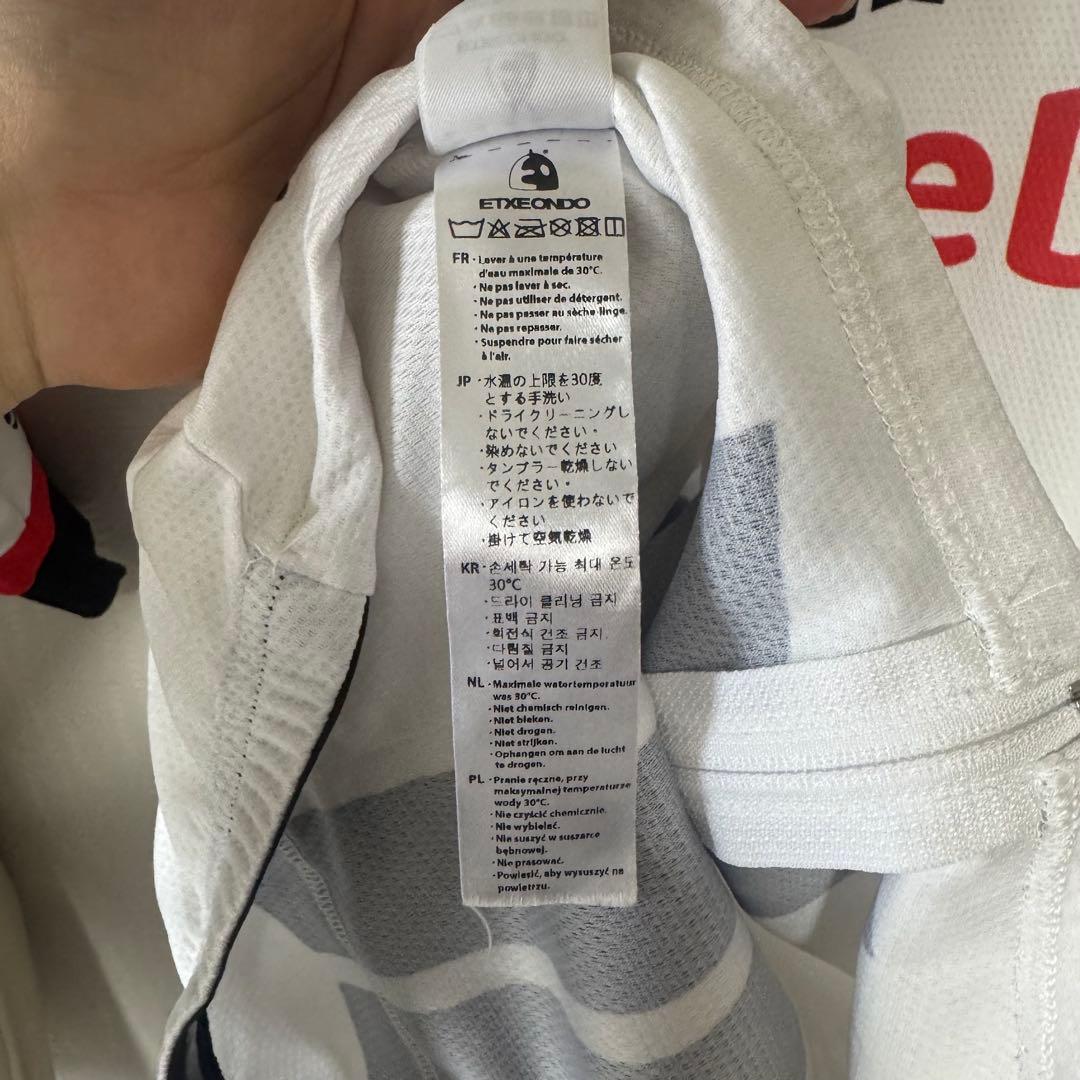 ETXEONDO
FR · Laver à une température
d'eau maximale de 30°C.
· Ne pas laver à sec.
· Ne pas utiliser de détergent.
· Ne pas passer au sèche-linge.
· Ne pas repasser.
· Suspendre pour faire sécher
à l'air.
JP · 水温の上限を30度
とする手洗い
· ドライクリーニングし
ないでください。
· 染めないでください
· タンブラー乾燥しない
でください。
· アイロンを使わないで
ください
· 掛けて空気乾燥
KR · 손세탁 가능 최대 온도
30°C
· 드라이 클리닝 금지
· 표백 금지
· 회전식 건조 금지
· 다림질 금지
· 널어서 공기 건조
NL · Maximale watertemperatuur
was 30°C.
· Niet chemisch reinigen.
· Niet bleken.
· Niet drogen.
· Niet strijken.
· Ophangen om aan de lucht
te drogen.
PL · Pranie ręczne, przy
maksymalnej temperaturze
wody 30°C.
· Nie czyścić chemicznie.
· Nie wybielać.
· Nie suszyć w suszarce
bębnowej.
· Nie prasować.
· Powiesić, aby wysuszyć na
powietrzu.